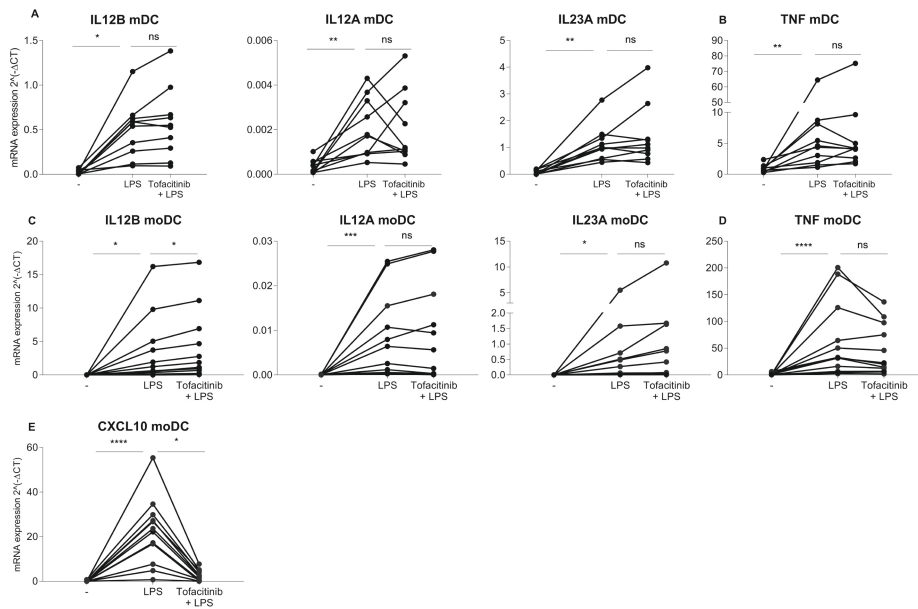 A
IL12B mDC
IL12A mDC
IL23A mDC
B
TNF mDC
mRNA expression 2^(-ΔCT)
1.5
1.0
0.5
0.0
* ns
- LPS Tofacitinib
+ LPS
0.006
0.004
0.002
0.000
** ns
- LPS Tofacitinib
+ LPS
5
4
3
2
1
0
** ns
- LPS Tofacitinib
+ LPS
90
80
70
60
50
10
5
0
** ns
- LPS Tofacitinib
+ LPS
C
IL12B moDC
IL12A moDC
IL23A moDC
D
TNF moDC
mRNA expression 2^(-ΔCT)
20
15
10
5
0
* *
- LPS Tofacitinib
+ LPS
0.03
0.02
0.01
0.00
*** ns
- LPS Tofacitinib
+ LPS
15
10
5
2.0
1.5
1.0
0.5
0.0
* ns
- LPS Tofacitinib
+ LPS
250
200
150
100
50
0
**** ns
- LPS Tofacitinib
+ LPS
E
CXCL10 moDC
mRNA expression 2^(-ΔCT)
60
40
20
0
**** *
- LPS Tofacitinib
+ LPS